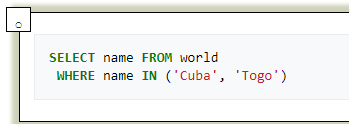 SELECT name FROM world
WHERE name IN ('Cuba', 'Togo')